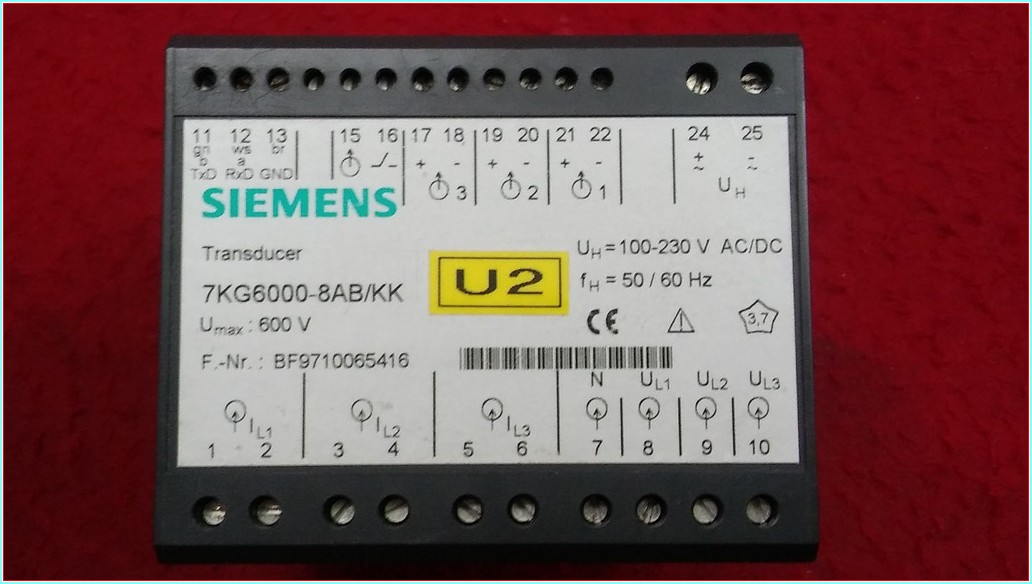 11 12 13 15 16 17 18 19 20 21 22 24 25
gn ws br
b a
TxD RxD GND
+ - + - + - + -
3 2 1 UH
SIEMENS
Transducer
UH=100-230 V AC/DC
7KG6000-8AB/KK
U2
fH = 50 / 60 Hz
Umax : 600 V
CE
3,7
F.-Nr. : BF9710065416
N UL1 UL2 UL3
IL1 IL2 IL3
1 2 3 4 5 6 7 8 9 10